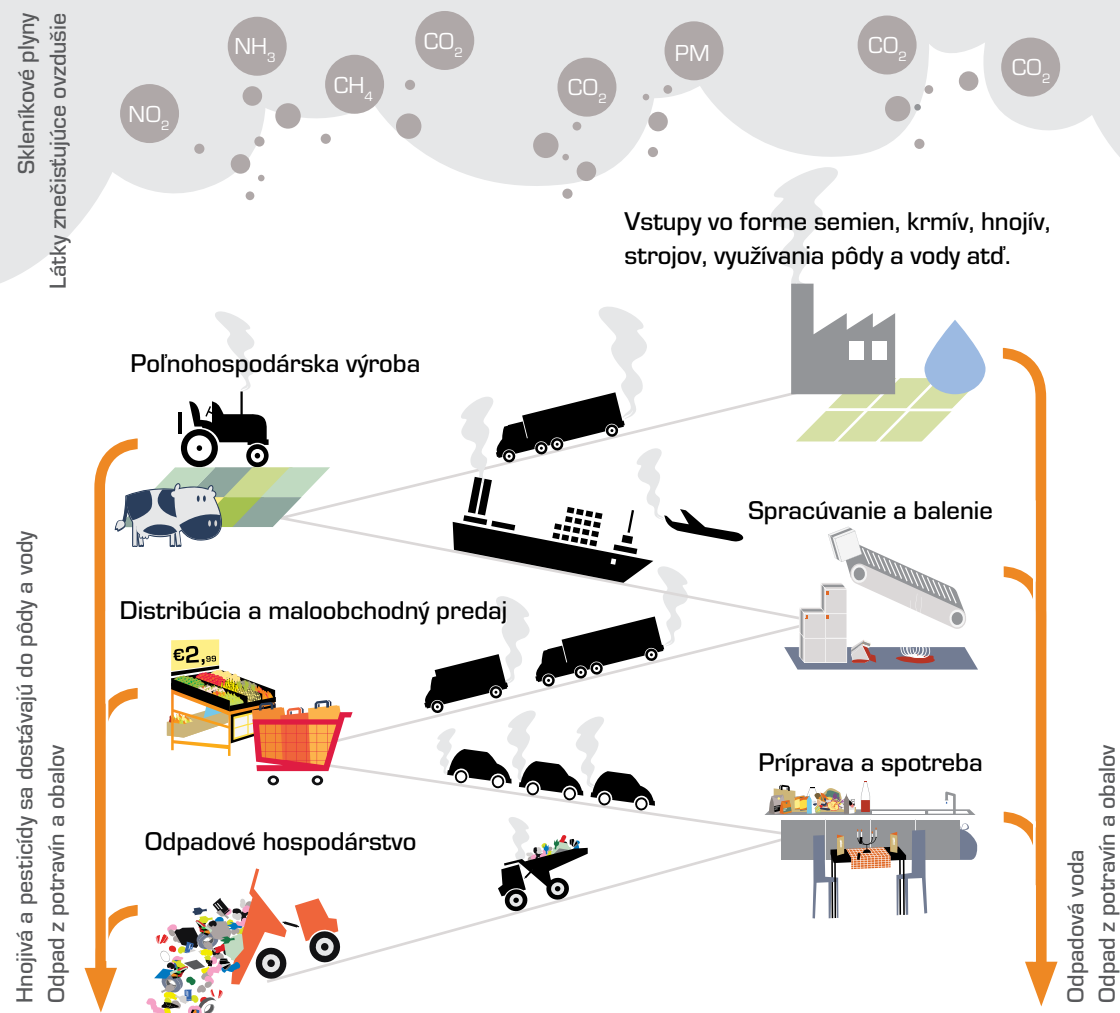 Skleníkové plyny
Látky znečistujúce ovzdušie
NH3
CO2
PM
CO2
CO2
CH4
CO2
NO2
Vstupy vo forme semien, krmív, hnojív,
strojov, využívania pôdy a vody atď.
Poľnohospodárska výroba
Spracúvanie a balenie
Distribúcia a maloobchodný predaj
€2,99
Príprava a spotreba
Odpadové hospodárstvo
Hnojivá a pesticídy sa dostávajú do pôdy a vody
Odpad z potravín a obalov
Odpadová voda
Odpad z potravín a obalov